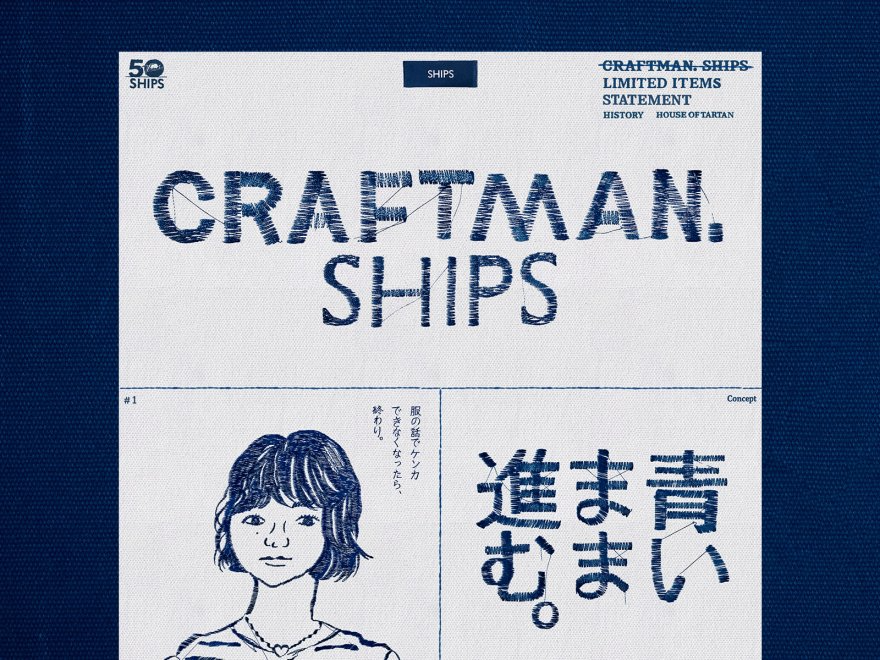 50
SHIPS
SHIPS
CRAFTMAN. SHIPS
LIMITED ITEMS
STATEMENT
HISTORY HOUSE OF TARTAN
CRAFTMAN.
SHIPS
#1
服の話でケンカ
できなくなったら、
終わり。
Concept
青い
まま
進む。